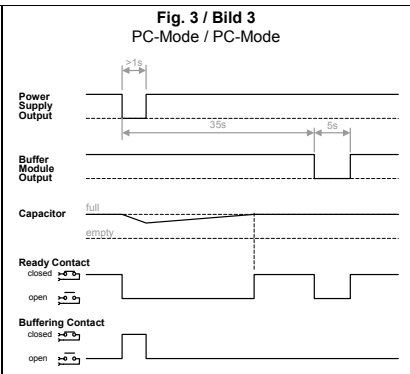 Fig. 3 / Bild 3
PC-Mode / PC-Mode
>1s
Power
Supply
Output
35s
5s
Buffer
Module
Output
Capacitor
full
empty
Ready Contact
closed
open
Buffering Contact
closed
open